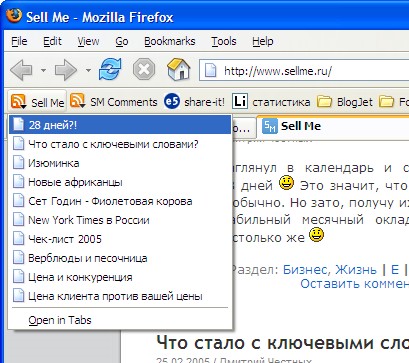 Sell Me - Mozilla Firefox
File Edit View Go Bookmarks Tools Help
http://www.sellme.ru/
Sell Me SM Comments e5 share-it! Li статистика BlogJet Fo
28 дней?! о... SM Sell Me
Что стало с ключевыми словами?
Изюминка аглянул в календарь и с
Новые африканцы дней Это значит, что
Сет Годин - Фиолетовая корова обычно. Но зато, получу и
New York Times в России абильный месячный оклад
Чек-лист 2005 столько же
Верблюды и песочница Раздел: Бизнес, Жизнь | E |
Цена и конкуренция Оставить коммен
Цена клиента против вашей цены
Open in Tabs
Что стало с ключевыми сло
25.02.2005 / Дмитрий Честных